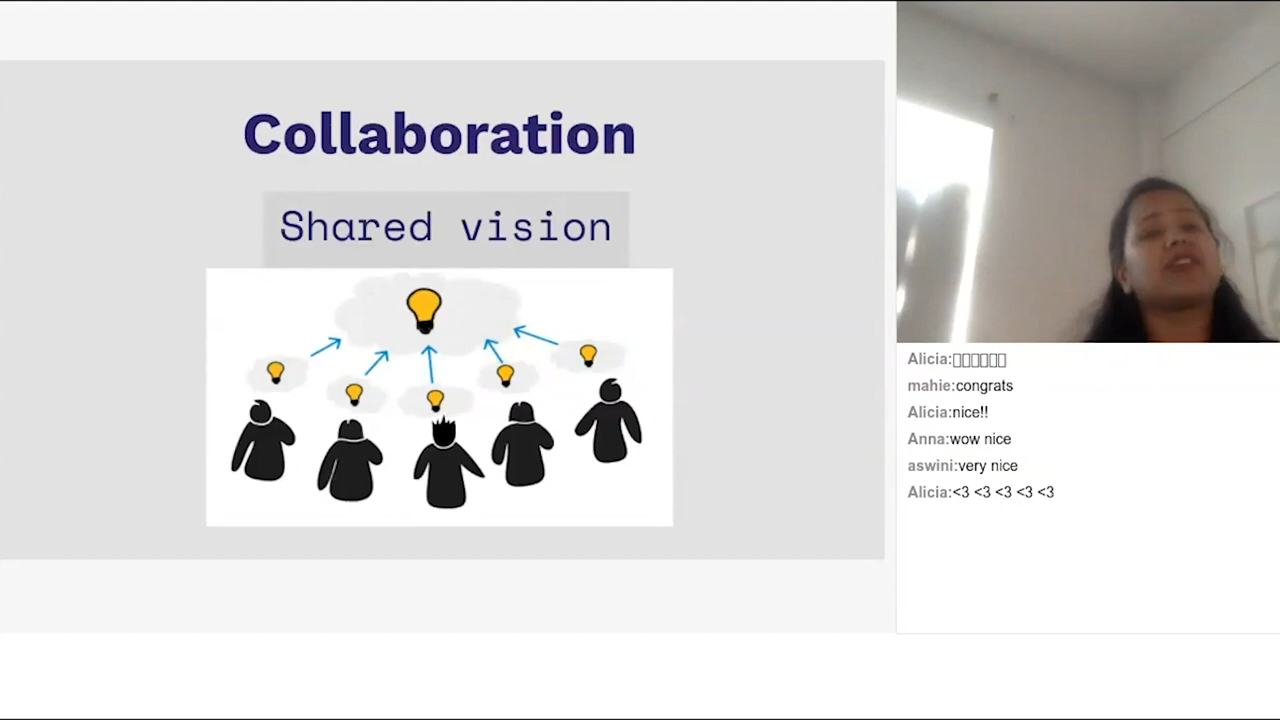 Collaboration
Shared vision
Alicia:▯▯▯▯▯▯
mahie:congrats
Alicia:nice!!
Anna:wow nice
aswini:very nice
Alicia:<3 <3 <3 <3 <3